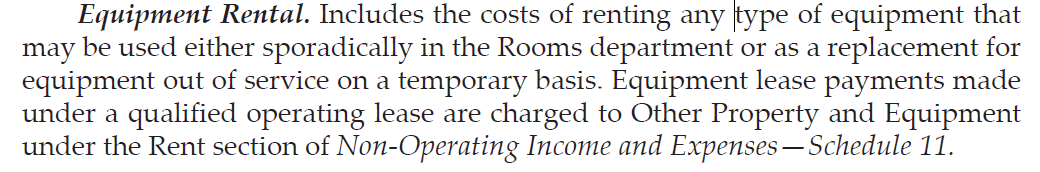 Equipment Rental. Includes the costs of renting any type of equipment that
may be used either sporadically in the Rooms department or as a replacement for
equipment out of service on a temporary basis. Equipment lease payments made
under a qualified operating lease are charged to Other Property and Equipment
under the Rent section of Non-Operating Income and Expenses—Schedule 11.